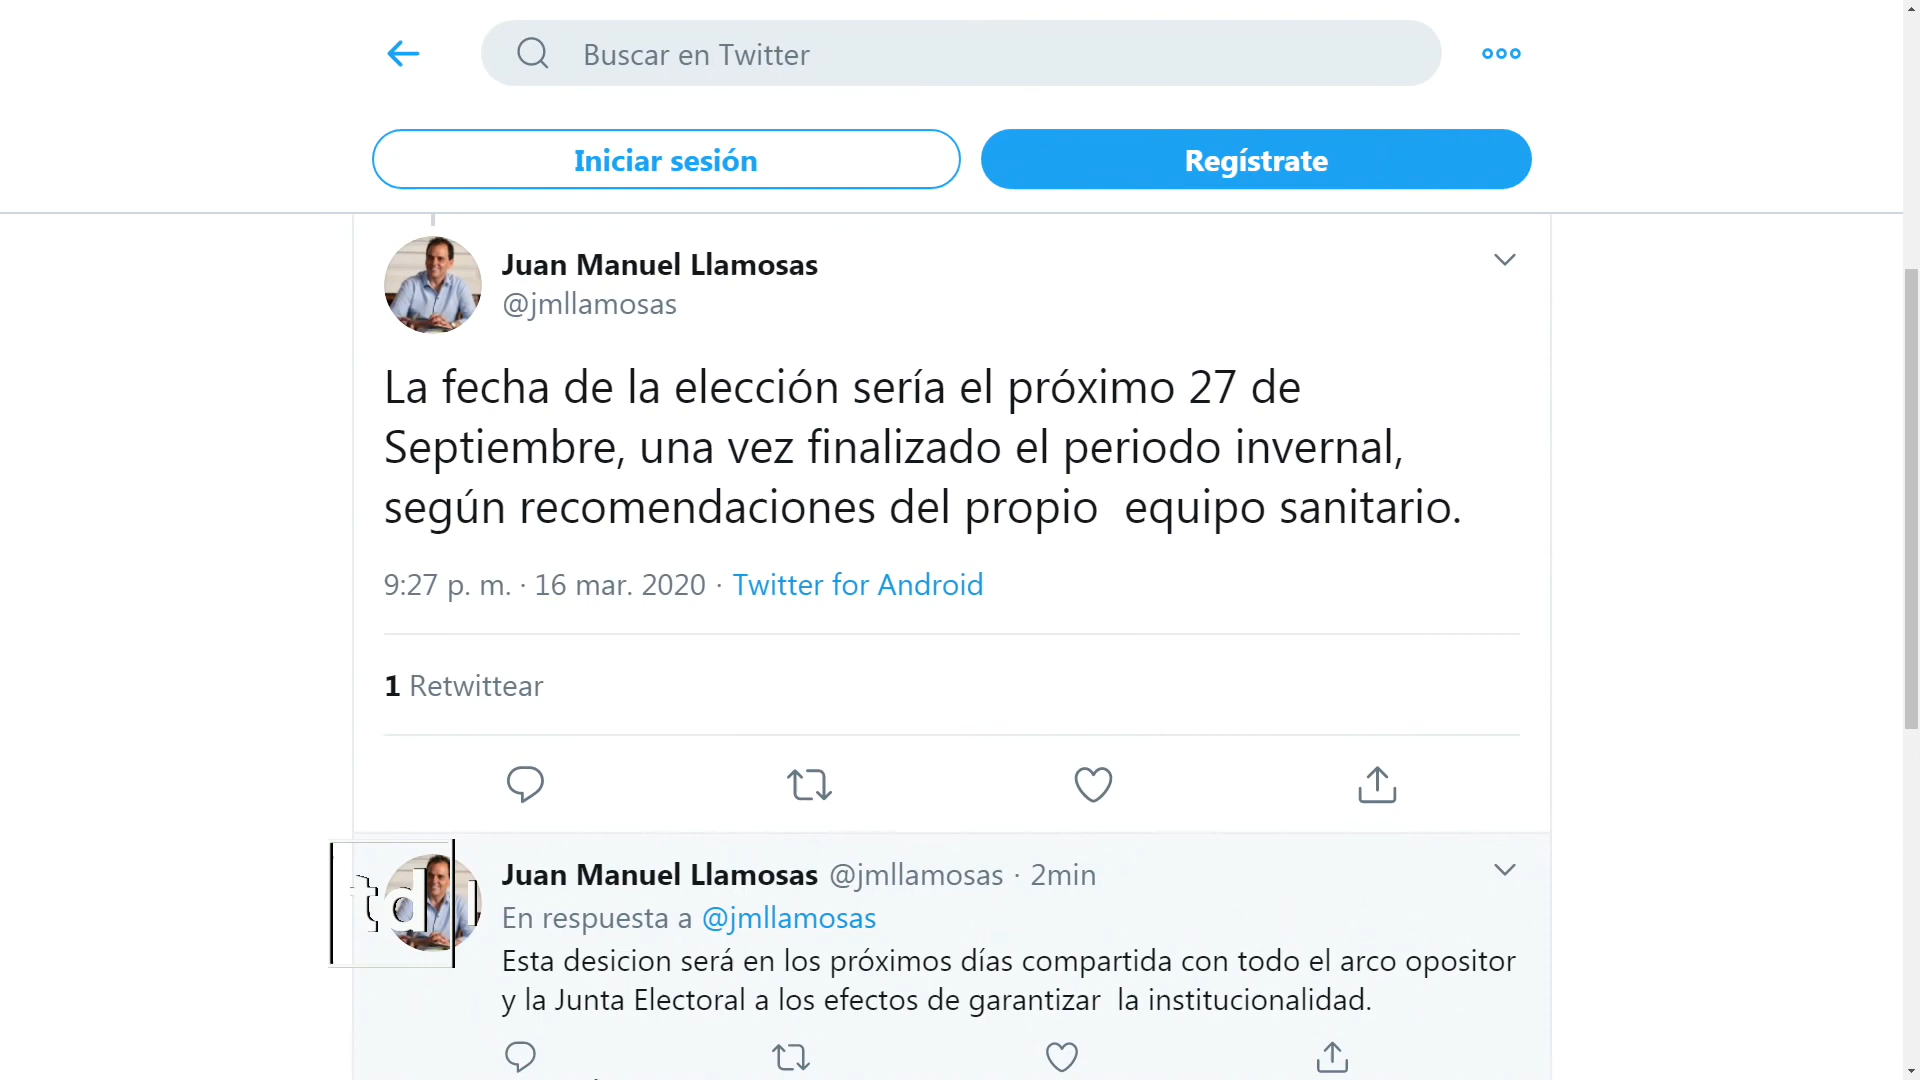 Buscar en Twitter
Iniciar sesión
Regístrate
Juan Manuel Llamosas
@jmllamosas
La fecha de la elección sería el próximo 27 de
Septiembre, una vez finalizado el periodo invernal,
según recomendaciones del propio  equipo sanitario.
9:27 p. m. · 16 mar. 2020 · Twitter for Android
1 Retwittear
Juan Manuel Llamosas @jmllamosas · 2min
En respuesta a @jmllamosas
Esta desicion será en los próximos días compartida con todo el arco opositor
y la Junta Electoral a los efectos de garantizar  la institucionalidad.